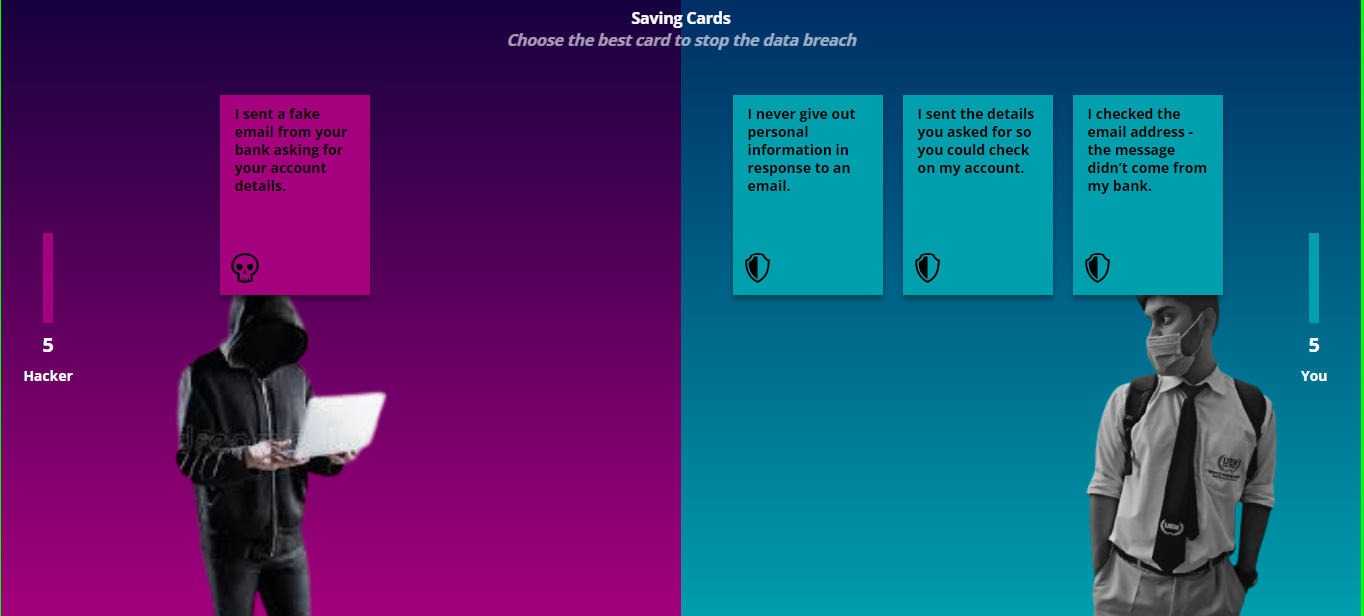 Saving Cards
Choose the best card to stop the data breach
I sent a fake
email from your
bank asking for
your account
details.
I never give out
personal
information in
response to an
email.
I sent the details
you asked for so
you could check
on my account.
I checked the
email address -
the message
didn't come from
my bank.
5
Hacker
5
You
UEM
UEM